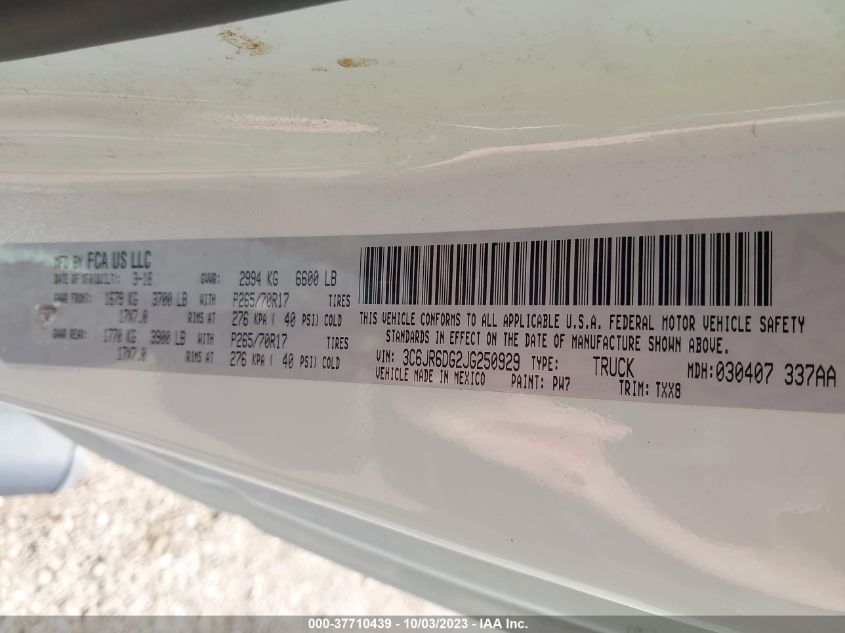 MFD BY FCA US LLC
DATE OF MFR(BUILT): 3-18 GVWR: 2994 KG 6600 LB
GAWR FRONT: 1679 KG 3700 LB WITH P265/70R17 TIRES
17X7.0 RIMS AT 276 KPA ( 40 PSI) COLD
GAWR REAR: 1770 KG 3900 LB WITH P265/70R17 TIRES
17X7.0 RIMS AT 276 KPA ( 40 PSI) COLD
THIS VEHICLE CONFORMS TO ALL APPLICABLE U.S.A. FEDERAL MOTOR VEHICLE SAFETY
STANDARDS IN EFFECT ON THE DATE OF MANUFACTURE SHOWN ABOVE.
VIN: 3C6JR6DG2JG250929 TYPE: TRUCK MDH: 030407 337AA
VEHICLE MADE IN MEXICO PAINT: PW7 TRIM: TXX8
000-37710439 - 10/03/2023 - IAA Inc.